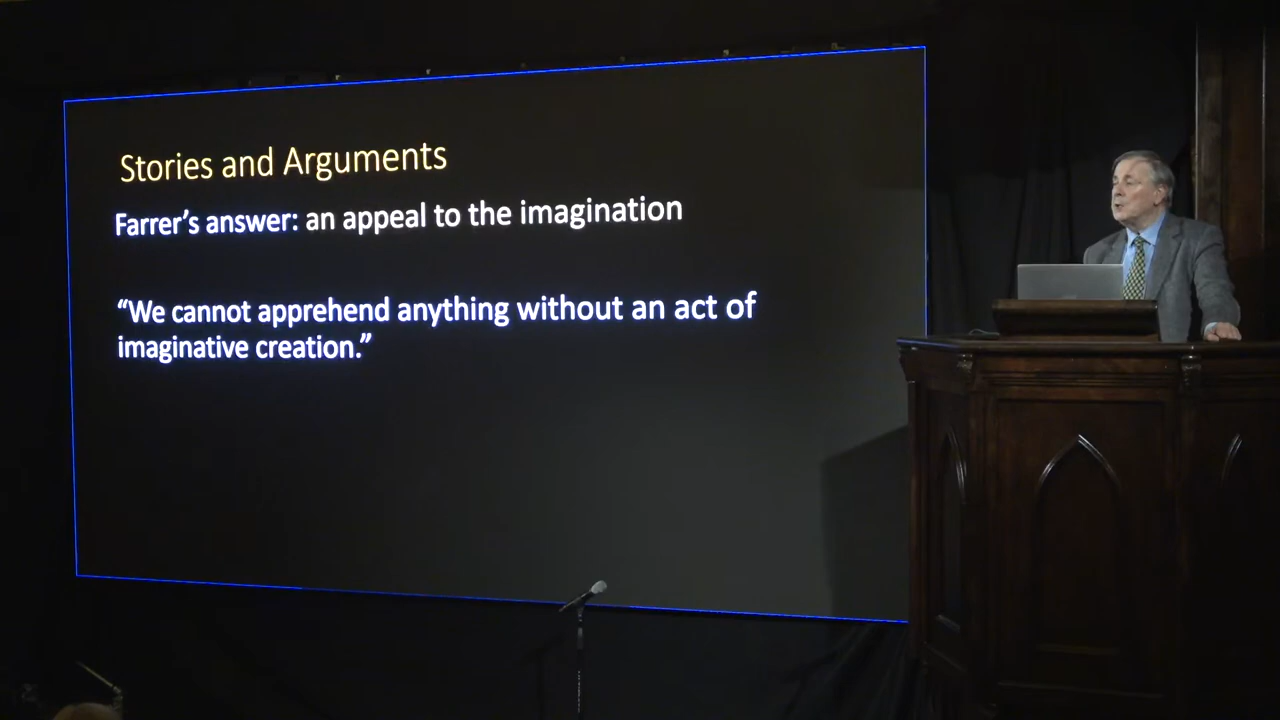 Stories and Arguments
Farrer’s answer: an appeal to the imagination
“We cannot apprehend anything without an act of
imaginative creation.”